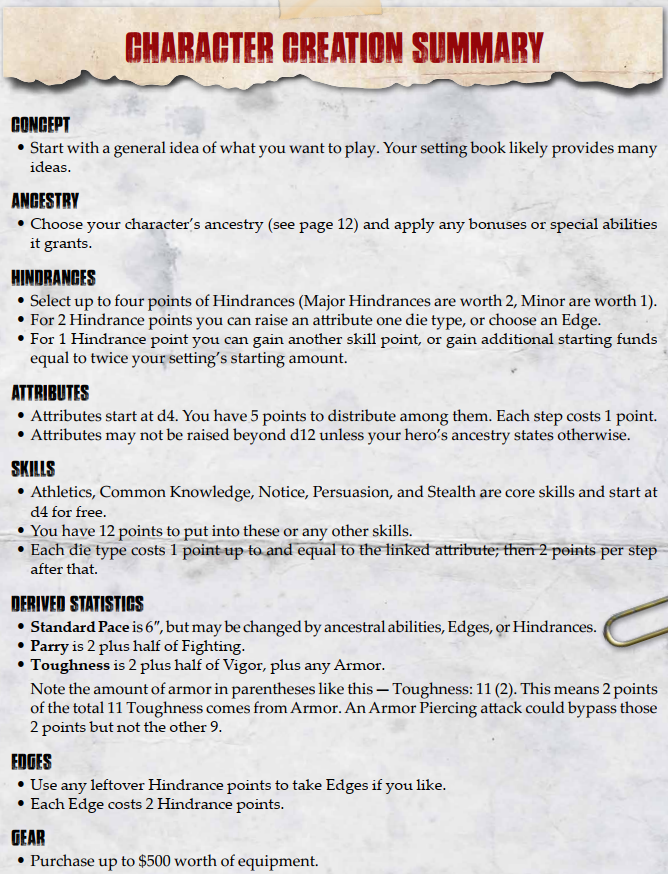 CHARACTER CREATION SUMMARY
CONCEPT
• Start with a general idea of what you want to play. Your setting book likely provides many
ideas.
ANCESTRY
• Choose your character's ancestry (see page 12) and apply any bonuses or special abilities
it grants.
HINDRANCES
• Select up to four points of Hindrances (Major Hindrances are worth 2, Minor are worth 1).
• For 2 Hindrance points you can raise an attribute one die type, or choose an Edge.
• For 1 Hindrance point you can gain another skill point, or gain additional starting funds
equal to twice your setting's starting amount.
ATTRIBUTES
• Attributes start at d4. You have 5 points to distribute among them. Each step costs 1 point.
• Attributes may not be raised beyond d12 unless your hero's ancestry states otherwise.
SKILLS
• Athletics, Common Knowledge, Notice, Persuasion, and Stealth are core skills and start at
d4 for free.
• You have 12 points to put into these or any other skills.
• Each die type costs 1 point up to and equal to the linked attribute; then 2 points per step
after that.
DERIVED STATISTICS
• Standard Pace is 6", but may be changed by ancestral abilities, Edges, or Hindrances.
• Parry is 2 plus half of Fighting.
• Toughness is 2 plus half of Vigor, plus any Armor.
Note the amount of armor in parentheses like this — Toughness: 11 (2). This means 2 points
of the total 11 Toughness comes from Armor. An Armor Piercing attack could bypass those
2 points but not the other 9.
EDGES
• Use any leftover Hindrance points to take Edges if you like.
• Each Edge costs 2 Hindrance points.
GEAR
• Purchase up to $500 worth of equipment.